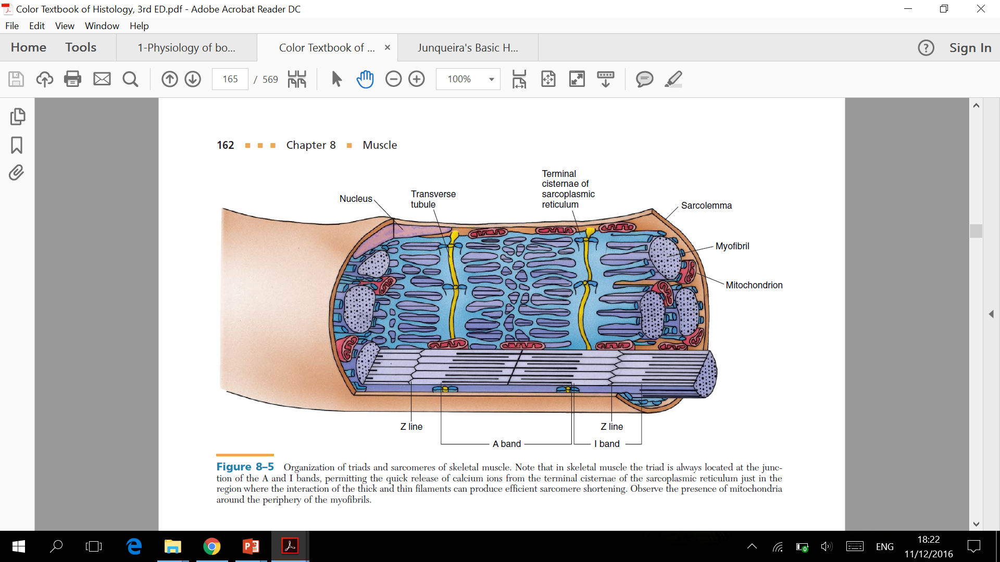 Color Textbook of Histology, 3rd ED.pdf - Adobe Acrobat Reader DC
File Edit View Window Help
Home Tools 1-Physiology of bo... Color Textbook of ... × Junqueira's Basic H... ? Sign In
165 / 569 100%
162 Chapter 8 Muscle
Terminal
cisternae of
sarcoplasmic
reticulum
Transverse
tubule
Nucleus
Sarcolemma
Myofibril
Mitochondrion
Z line
Z line
A band
I band
Figure 8–5 Organization of triads and sarcomeres of skeletal muscle. Note that in skeletal muscle the triad is always located at the junc-
tion of the A and I bands, permitting the quick release of calcium ions from the terminal cisternae of the sarcoplasmic reticulum just in the
region where the interaction of the thick and thin filaments can produce efficient sarcomere shortening. Observe the presence of mitochondria
around the periphery of the myofibrils.
ENG
18:22
11/12/2016